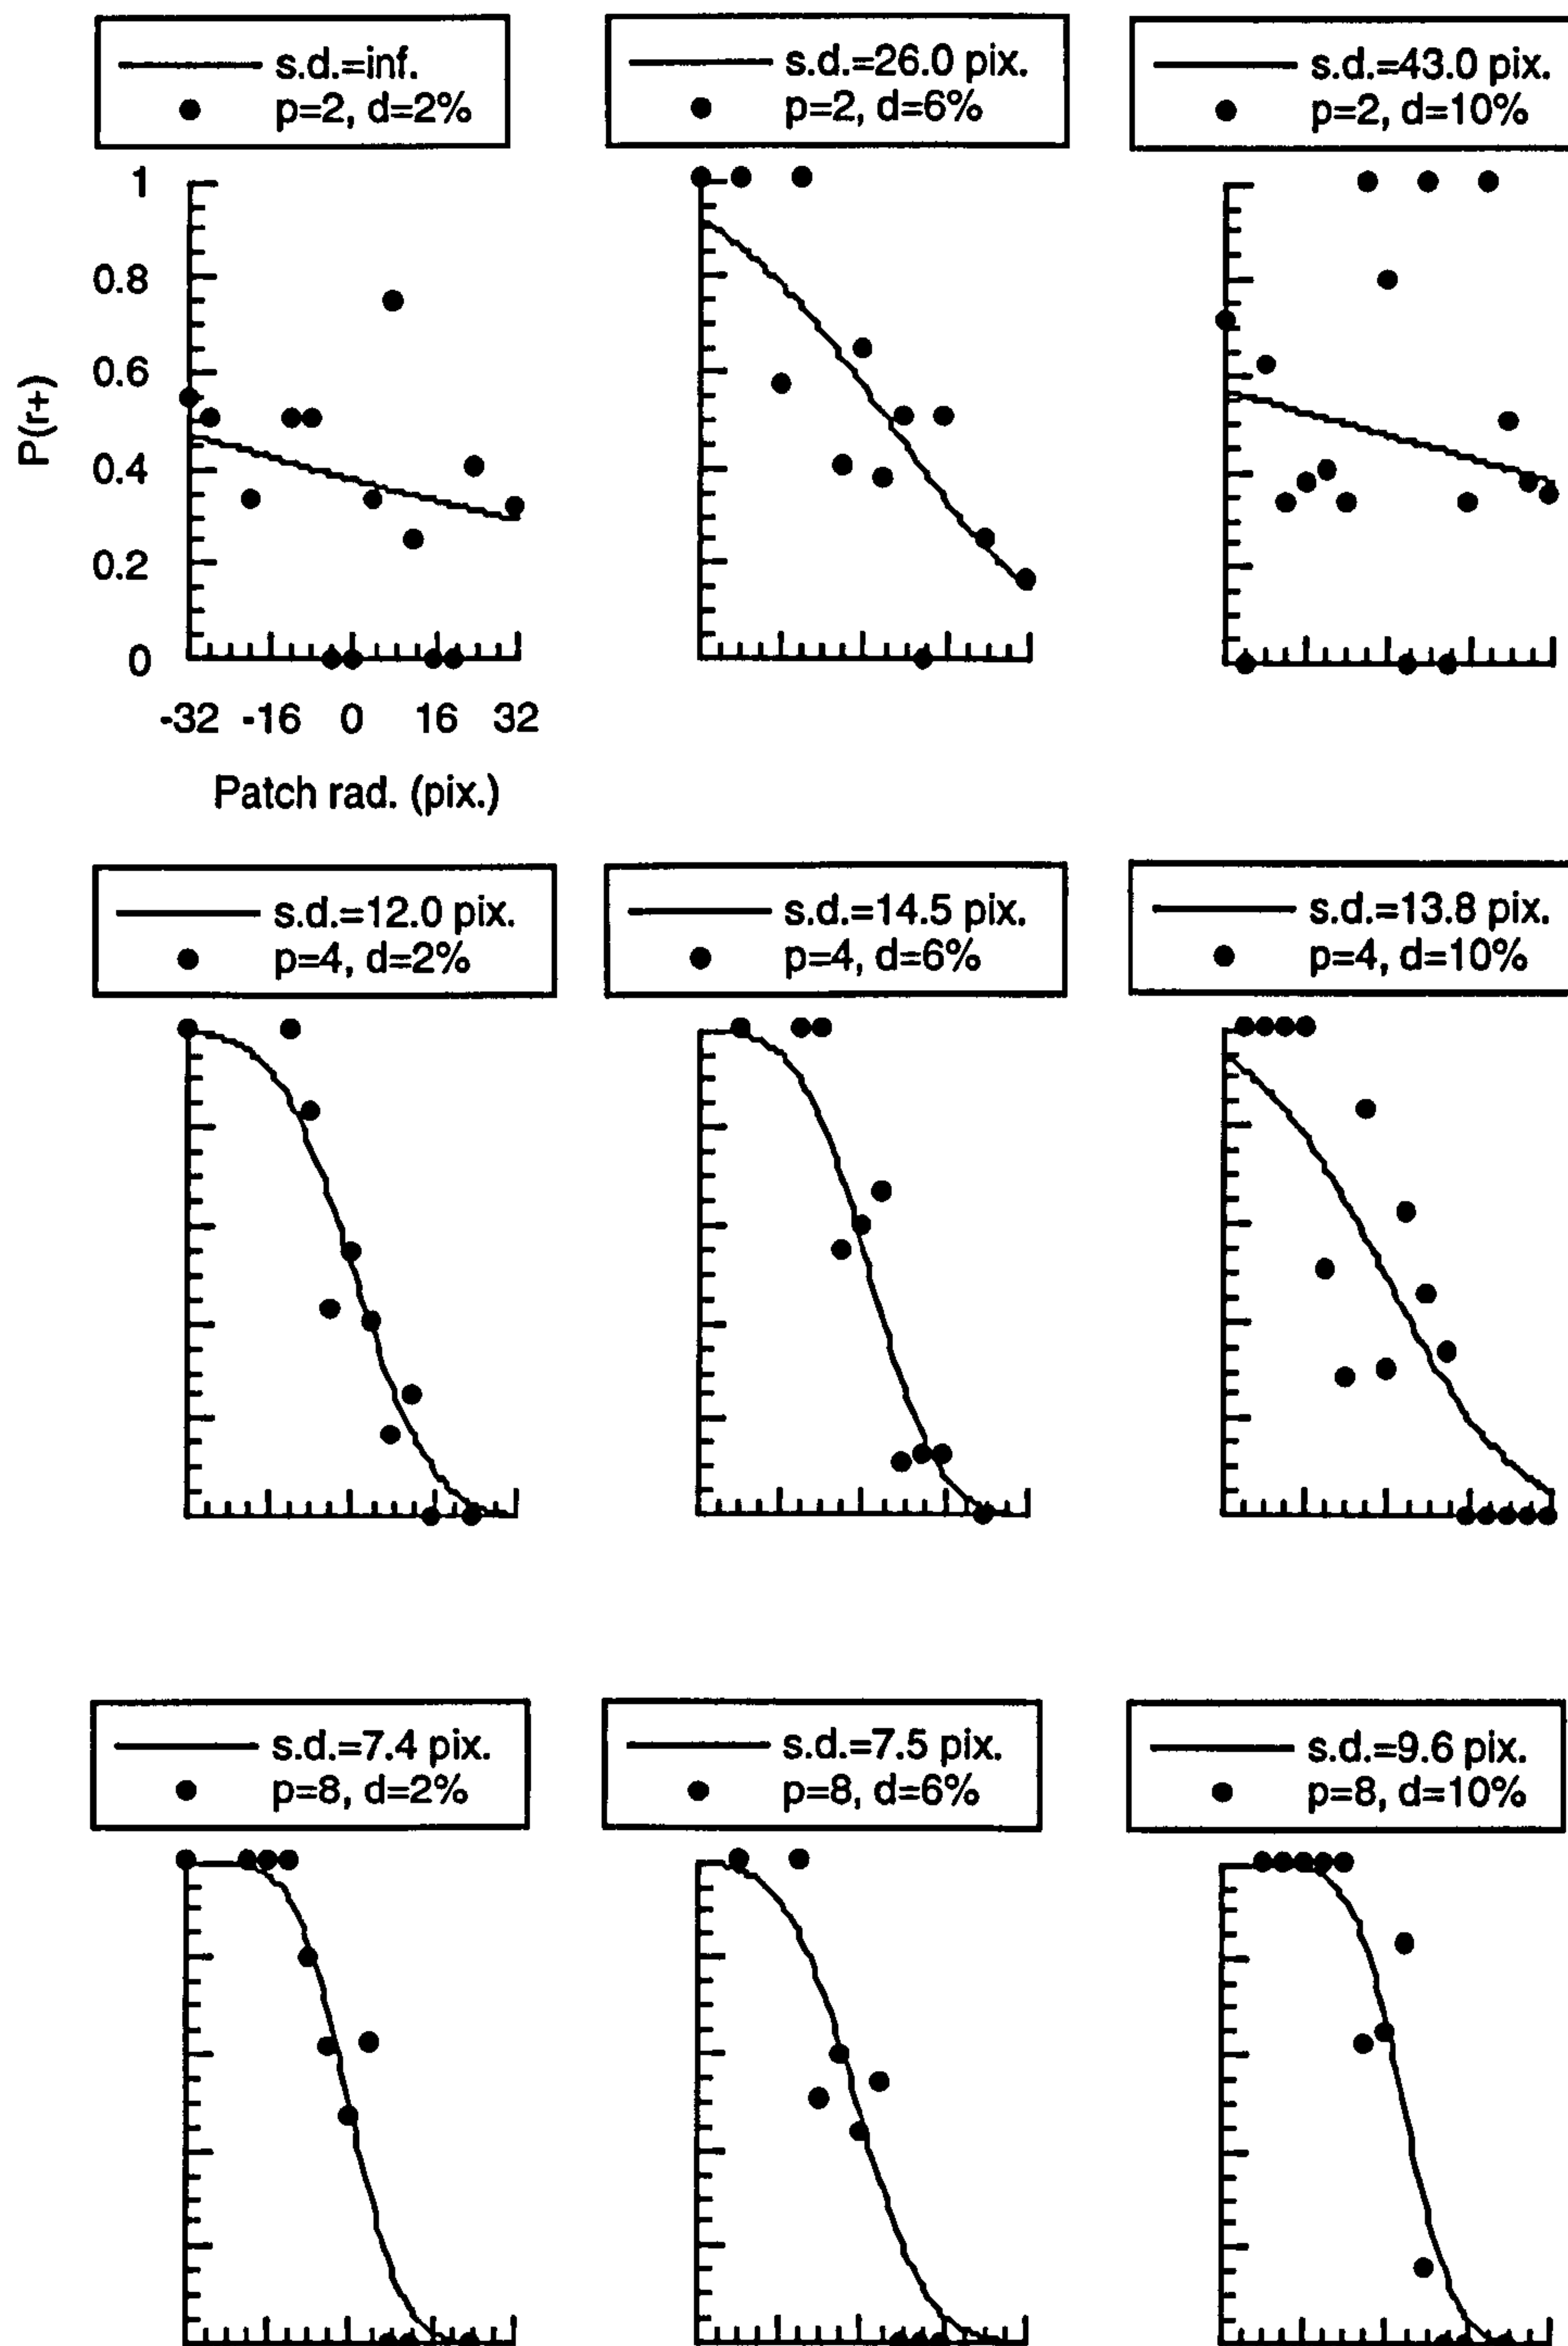 s.d.=inf.
p=2, d=2%
s.d.=26.0 pix.
p=2, d=6%
s.d.=43.0 pix.
p=2, d=10%
1
0.8
0.6
0.4
0.2
0
P(r+)
-32 -16 0 16 32
Patch rad. (pix.)
s.d.=12.0 pix.
p=4, d=2%
s.d.=14.5 pix.
p=4, d=6%
s.d.=13.8 pix.
p=4, d=10%
s.d.=7.4 pix.
p=8, d=2%
s.d.=7.5 pix.
p=8, d=6%
s.d.=9.6 pix.
p=8, d=10%